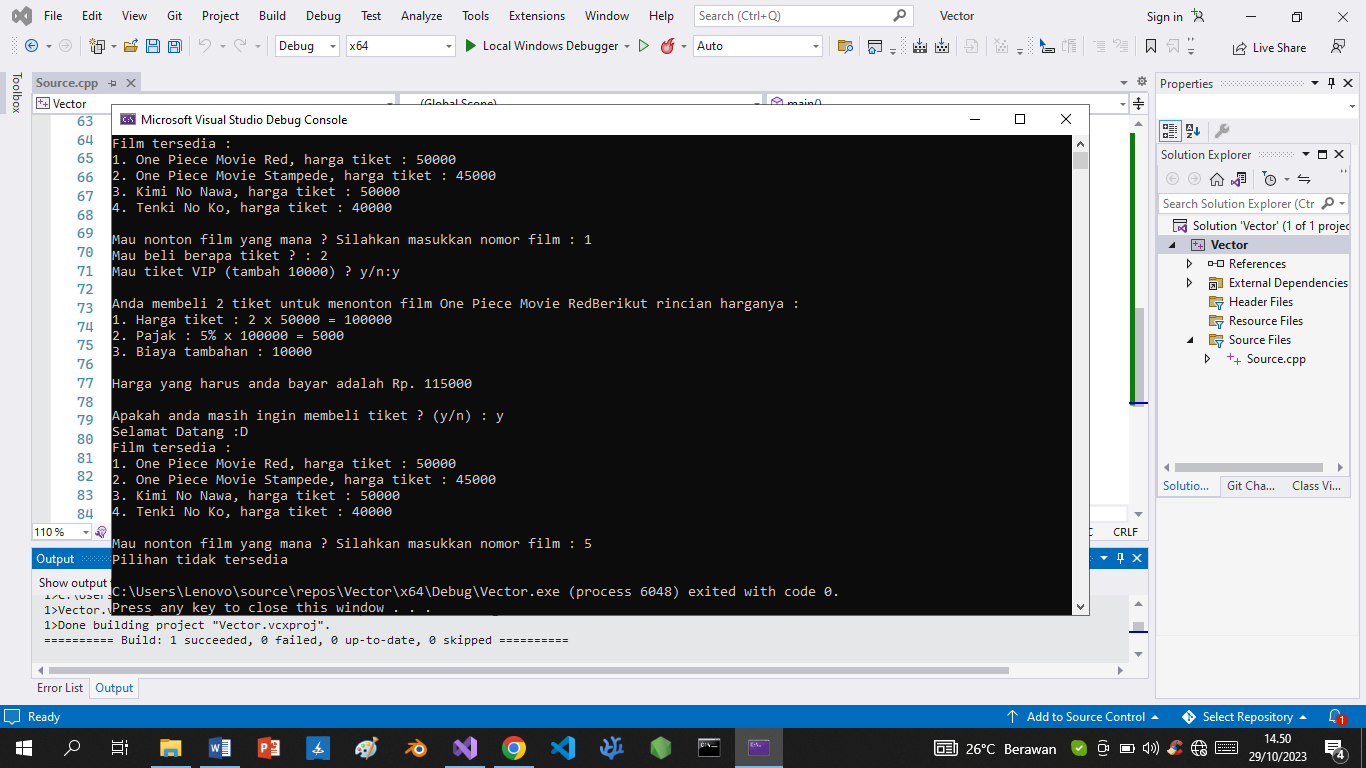 File Edit View Git Project Build Debug Test Analyze Tools Extensions Window Help Search (Ctrl+Q) Vector Sign in
Debug x64 Local Windows Debugger Auto Live Share
Toolbox
Source.cpp
Vector (Global Scope) main()
63
64
65
66
67
68
69
70
71
72
73
74
75
76
77
78
79
80
81
82
83
84
110 %
CRLF
Microsoft Visual Studio Debug Console
Film tersedia :
1. One Piece Movie Red, harga tiket : 50000
2. One Piece Movie Stampede, harga tiket : 45000
3. Kimi No Nawa, harga tiket : 50000
4. Tenki No Ko, harga tiket : 40000
Mau nonton film yang mana ? Silahkan masukkan nomor film : 1
Mau beli berapa tiket ? : 2
Mau tiket VIP (tambah 10000) ? y/n:y
Anda membeli 2 tiket untuk menonton film One Piece Movie RedBerikut rincian harganya :
1. Harga tiket : 2 x 50000 = 100000
2. Pajak : 5% x 100000 = 5000
3. Biaya tambahan : 10000
Harga yang harus anda bayar adalah Rp. 115000
Apakah anda masih ingin membeli tiket ? (y/n) : y
Selamat Datang :D
Film tersedia :
1. One Piece Movie Red, harga tiket : 50000
2. One Piece Movie Stampede, harga tiket : 45000
3. Kimi No Nawa, harga tiket : 50000
4. Tenki No Ko, harga tiket : 40000
Mau nonton film yang mana ? Silahkan masukkan nomor film : 5
Pilihan tidak tersedia
C:\Users\Lenovo\source\repos\Vector\x64\Debug\Vector.exe (process 6048) exited with code 0.
Press any key to close this window . . .
Properties
Solution Explorer
Search Solution Explorer (Ctr
Solution 'Vector' (1 of 1 projec
Vector
References
External Dependencies
Header Files
Resource Files
Source Files
Source.cpp
Solutio... Git Cha... Class Vi...
Output
Show output
1>Done building project "Vector.vcxproj".
========== Build: 1 succeeded, 0 failed, 0 up-to-date, 0 skipped ==========
Error List Output
Ready Add to Source Control Select Repository 1
26°C Berawan 14.50
29/10/2023 4